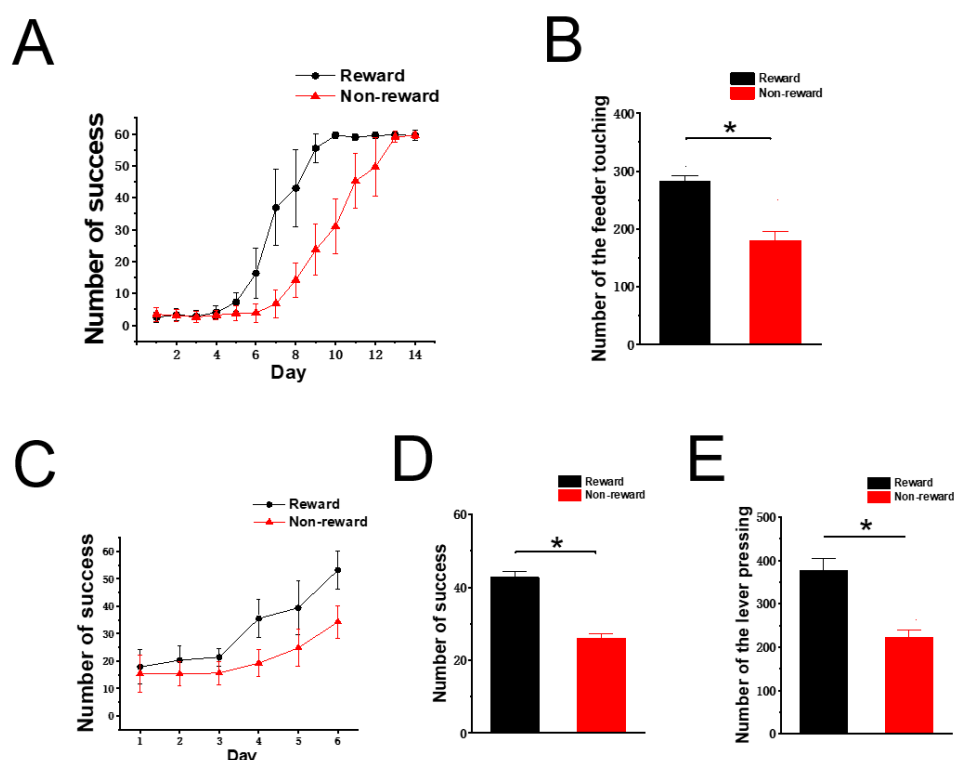 A
Reward
Non-reward
Number of success
60
50
40
30
20
10
0
2 4 6 8 10 12 14
Day
B
Reward
Non-reward
Number of the feeder touching
400
300
200
100
0
*
C
Reward
Non-reward
Number of success
60
50
40
30
20
10
0
1 2 3 4 5 6
Day
D
Reward
Non-reward
Number of success
60
40
20
0
*
E
Reward
Non-reward
Number of the lever pressing
500
400
300
200
100
0
*